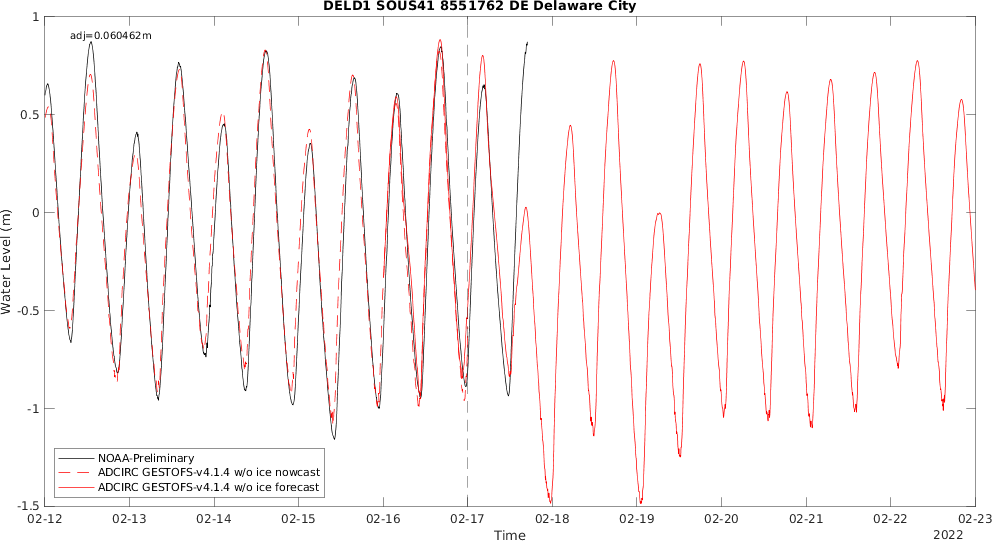 DELD1 SOUS41 8551762 DE Delaware City
adj=0.060462m
1
0.5
0
-0.5
-1
-1.5
Water Level (m)
NOAA-Preliminary
ADCIRC GESTOFS-v4.1.4 w/o ice nowcast
ADCIRC GESTOFS-v4.1.4 w/o ice forecast
02-12 02-13 02-14 02-15 02-16 02-17 02-18 02-19 02-20 02-21 02-22 02-23
Time
2022